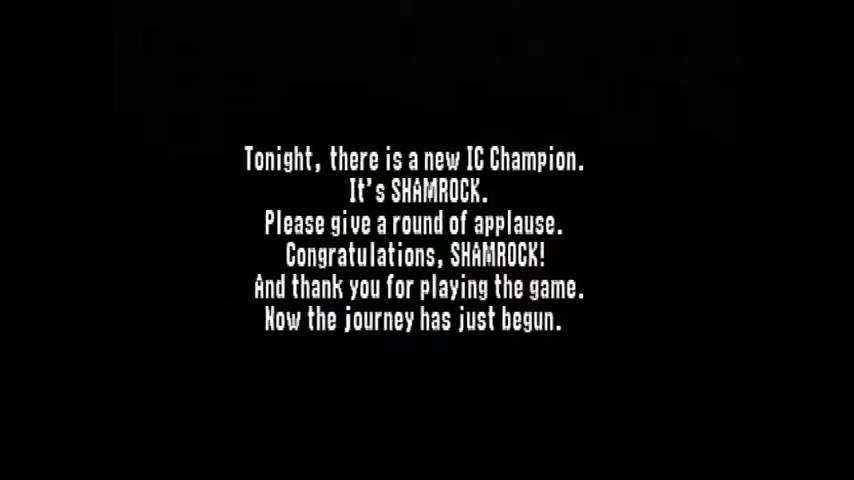 Tonight, there is a new IC Champion.
It's SHAMROCK.
Please give a round of applause.
Congratulations, SHAMROCK!
And thank you for playing the game.
Now the journey has just begun.